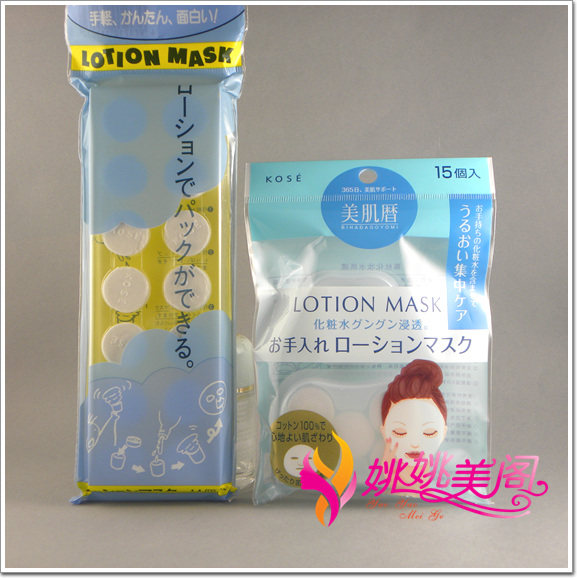 手軽、かんたん、面白い!
LOTION MASK
ローションでパックができる。
KOSÉ
15個入
365日、美肌サポート
美肌暦
BIHADAGOYOMI
お手持ちの化粧水を含ませて
うるおい集中ケア
LOTION MASK
化粧水グングン浸透。
お手入れ ローションマスク
コットン100%で
心地よい肌ざわり
姚姚美阁
Yao Yao
Mei Ge